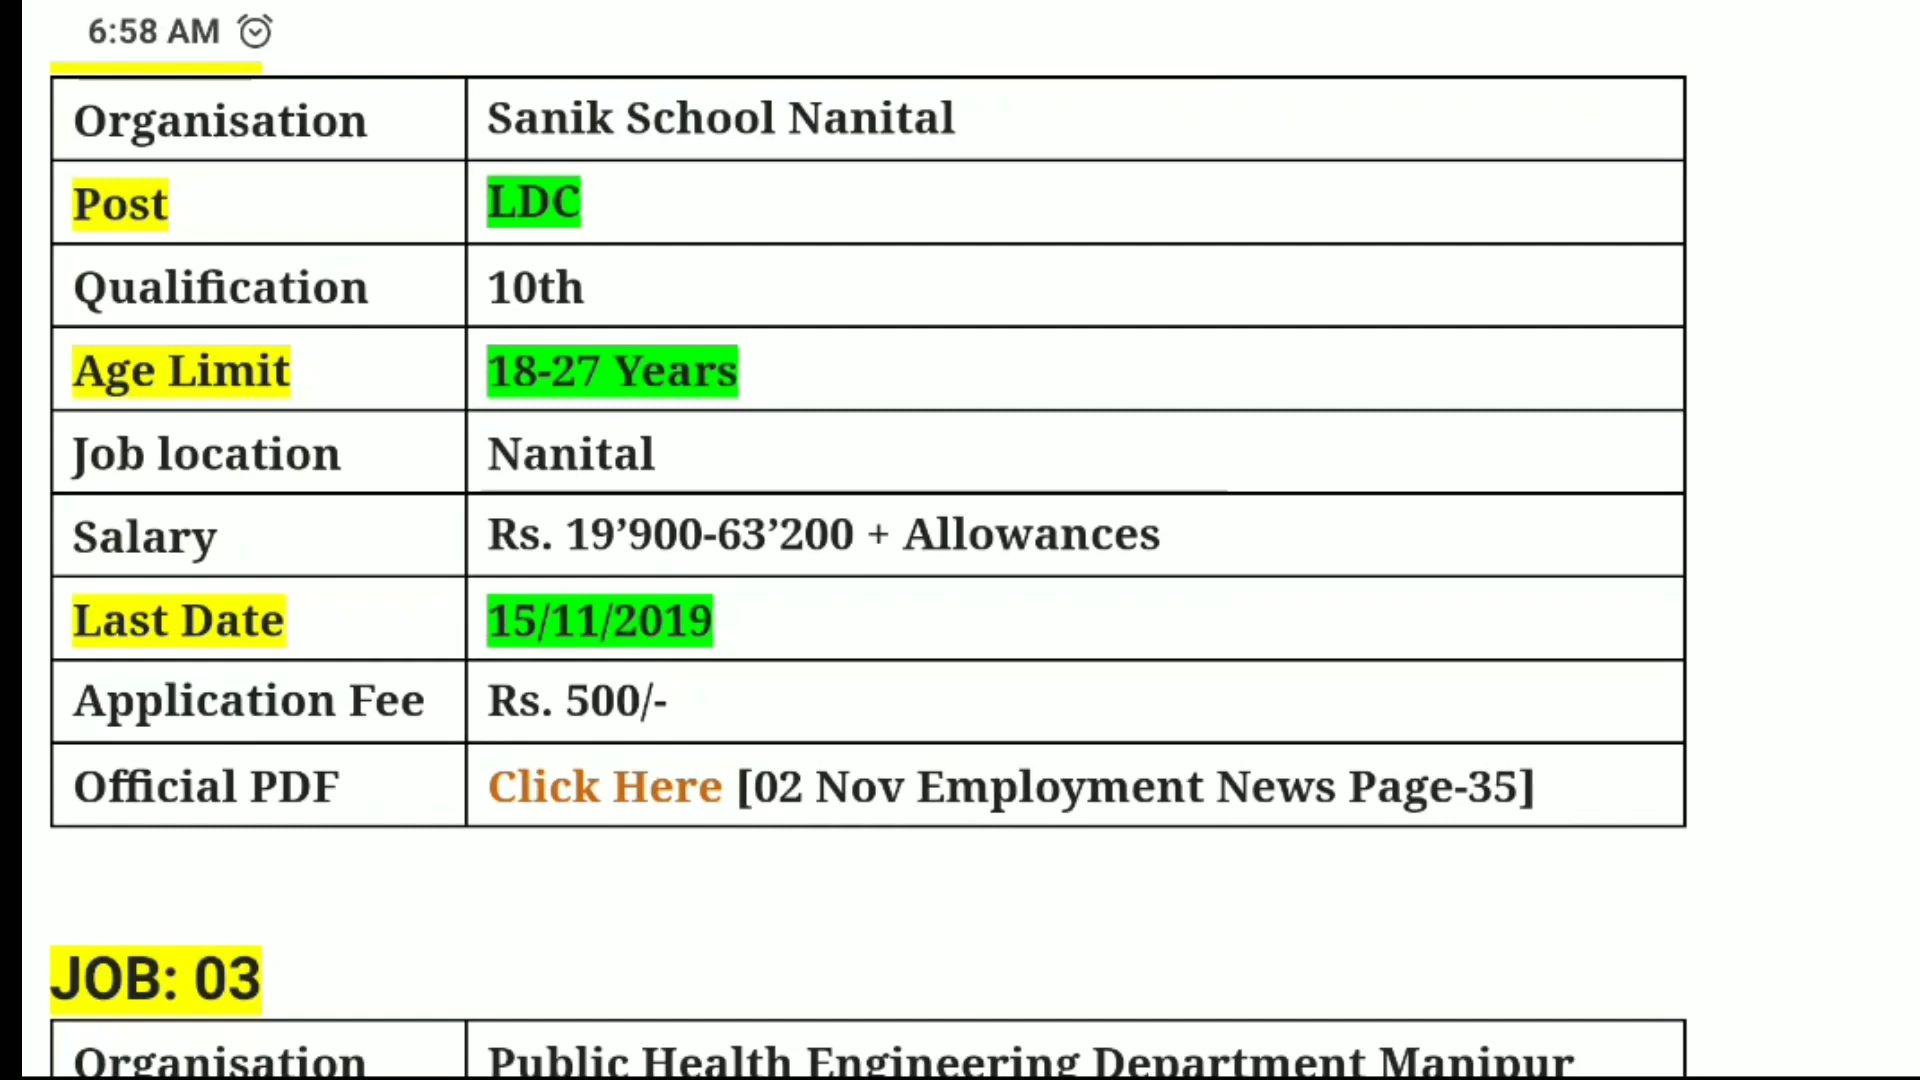 6:58 AM
Organisation Sanik School Nanital
Post LDC
Qualification 10th
Age Limit 18-27 Years
Job location Nanital
Salary Rs. 19’900-63’200 + Allowances
Last Date 15/11/2019
Application Fee Rs. 500/-
Official PDF Click Here [02 Nov Employment News Page-35]
JOB: 03
Organisation Public Health Engineering Department Manipur